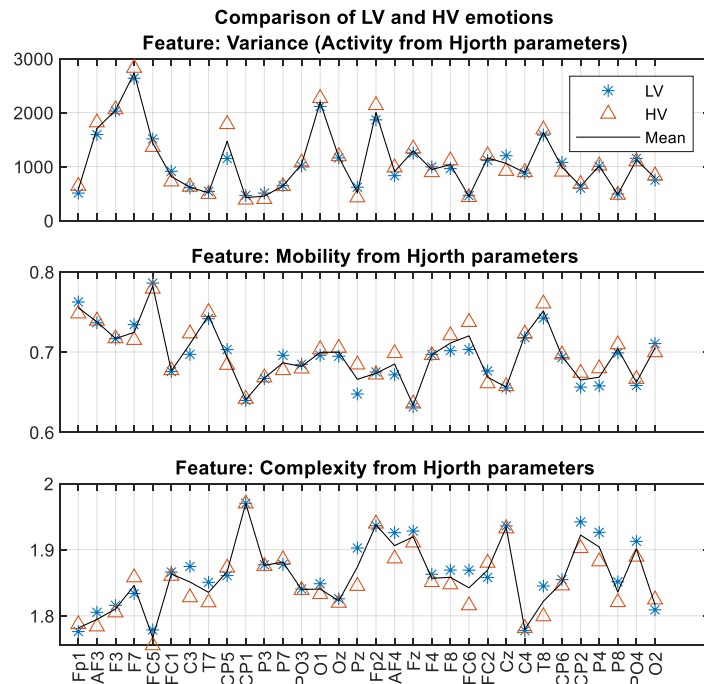 Comparison of LV and HV emotions
Feature: Variance (Activity from Hjorth parameters)
3000
2000
1000
0
LV
HV
Mean
Feature: Mobility from Hjorth parameters
0.8
0.7
0.6
Feature: Complexity from Hjorth parameters
2
1.9
1.8
Fp1
AF3
F3
F7
FC5
FC1
C3
T7
CP5
CP1
P3
P7
PO3
O1
Oz
Pz
Fp2
AF4
Fz
F4
F8
FC6
FC2
Cz
C4
T8
CP6
CP2
P4
P8
PO4
O2